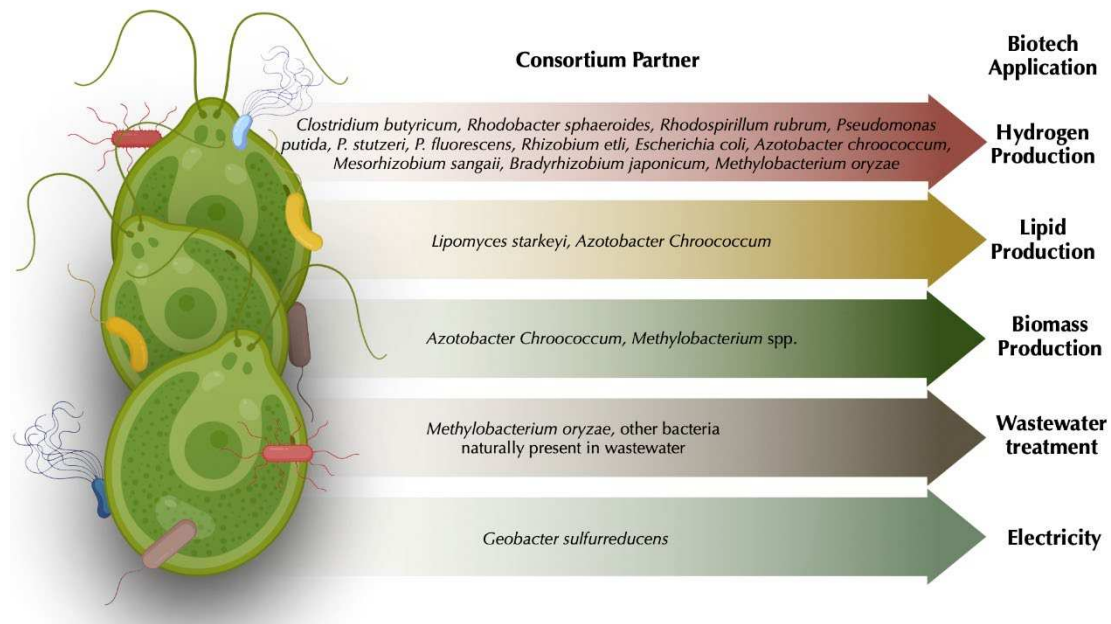 Consortium Partner
Biotech
Application
Clostridium butyricum, Rhodobacter sphaeroides, Rhodospirillum rubrum, Pseudomonas
putida, P. stutzeri, P. fluorescens, Rhizobium etli, Escherichia coli, Azotobacter chroococcum,
Mesorhizobium sangaii, Bradyrhizobium japonicum, Methylobacterium oryzae
Hydrogen
Production
Lipomyces starkeyi, Azotobacter Chroococcum
Lipid
Production
Azotobacter Chroococcum, Methylobacterium spp.
Biomass
Production
Methylobacterium oryzae, other bacteria
naturally present in wastewater
Wastewater
treatment
Geobacter sulfurreducens
Electricity